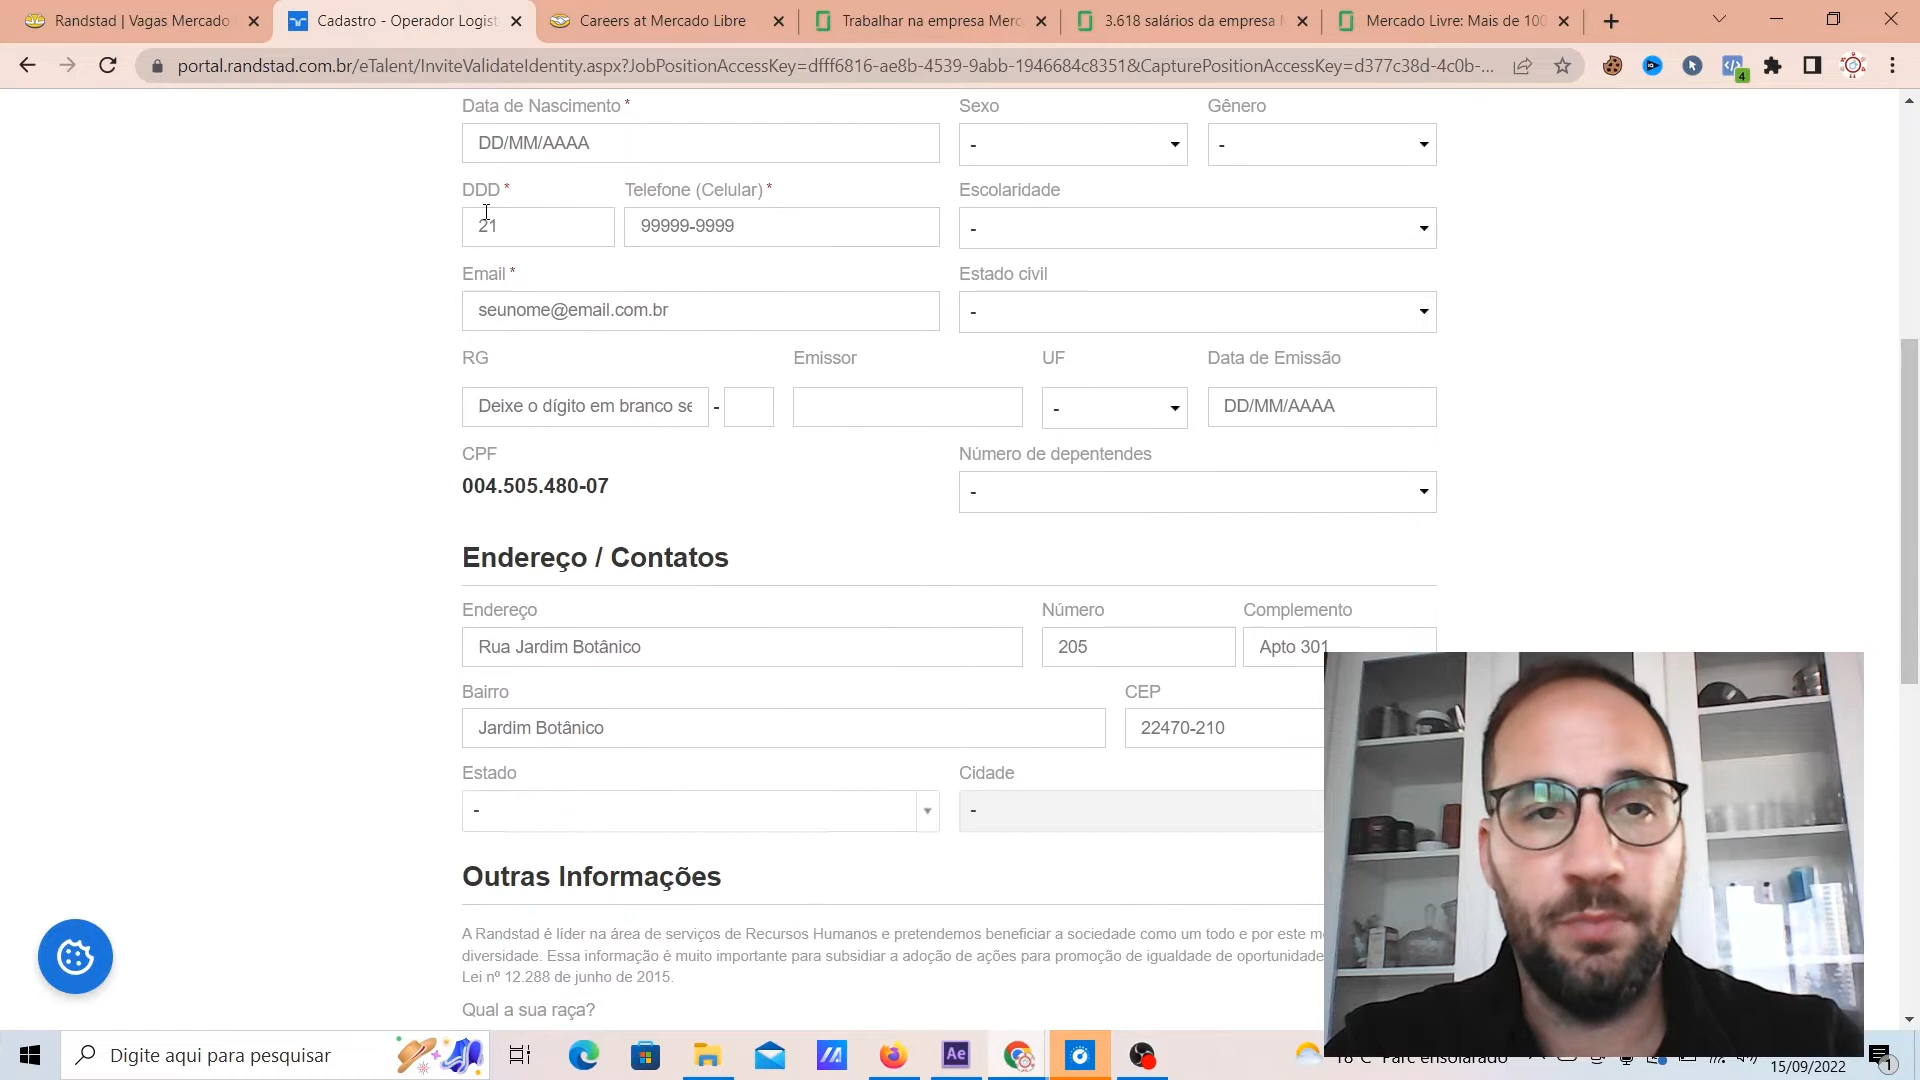 Randstad | Vagas Mercado
Cadastro - Operador Logist
Careers at Mercado Libre
Trabalhar na empresa Merc
3.618 salários da empresa
Mercado Livre: Mais de 100
portal.randstad.com.br/eTalent/InviteValidateIdentity.aspx?JobPositionAccessKey=dfff6816-ae8b-4539-9abb-1946684c8351&CapturePositionAccessKey=d377c38d-4c0b-...
4
Data de Nascimento *
Sexo
Gênero
DD/MM/AAAA
-
-
DDD *
Telefone (Celular) *
Escolaridade
21
99999-9999
-
Email *
Estado civil
seunome@email.com.br
-
RG
Emissor
UF
Data de Emissão
Deixe o dígito em branco se
-
-
DD/MM/AAAA
CPF
Número de depentendes
004.505.480-07
-
Endereço / Contatos
Endereço
Número
Complemento
Rua Jardim Botânico
205
Apto 301
Bairro
CEP
Jardim Botânico
22470-210
Estado
Cidade
-
-
Outras Informações
A Randstad é líder na área de serviços de Recursos Humanos e pretendemos beneficiar a sociedade como um todo e por este
diversidade. Essa informação é muito importante para subsidiar a adoção de ações para promoção de igualdade de oportunidade
Lei nº 12.288 de junho de 2015.
Qual a sua raça?
Digite aqui para pesquisar
Ae
18°C Parc ensolarado
15/09/2022
1